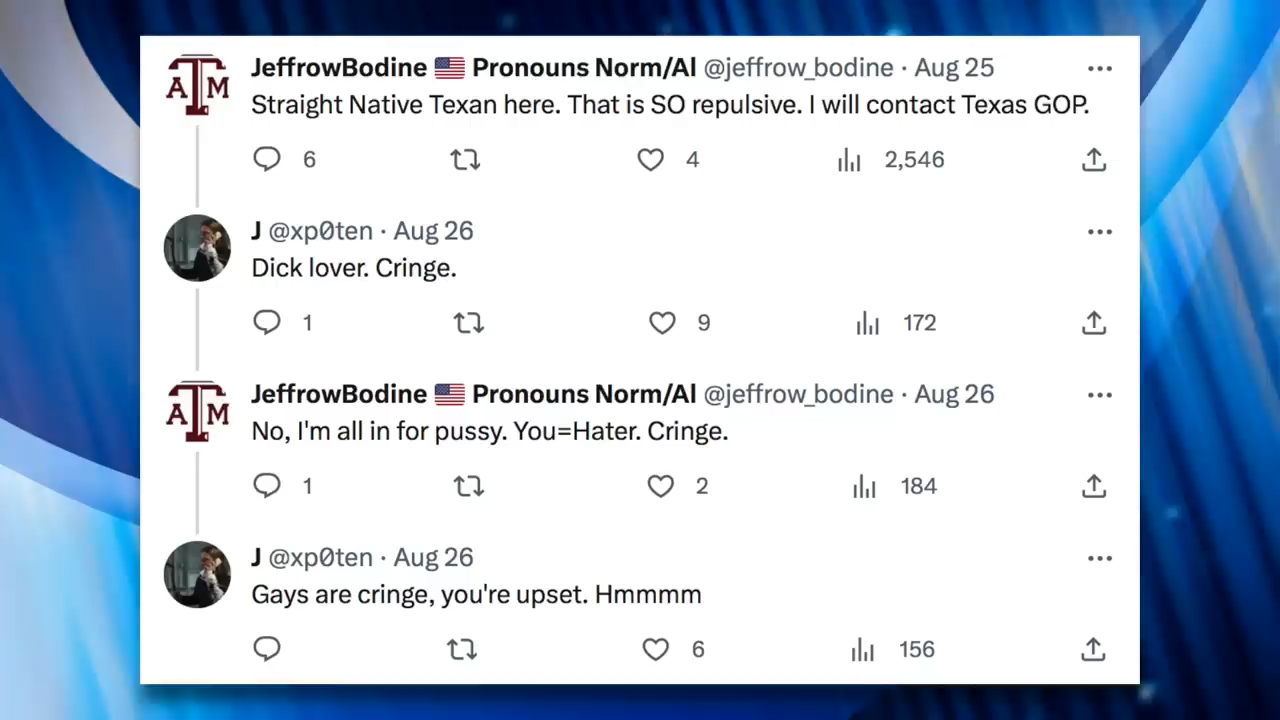 JeffrowBodine 🇺🇸 Pronouns Norm/Al @jeffrow_bodine · Aug 25
Straight Native Texan here. That is SO repulsive. I will contact Texas GOP.
6 4 2,546
J @xp0ten · Aug 26
Dick lover. Cringe.
1 9 172
JeffrowBodine 🇺🇸 Pronouns Norm/Al @jeffrow_bodine · Aug 26
No, I'm all in for pussy. You=Hater. Cringe.
1 2 184
J @xp0ten · Aug 26
Gays are cringe, you're upset. Hmmmm
6 156
ATM
ATM